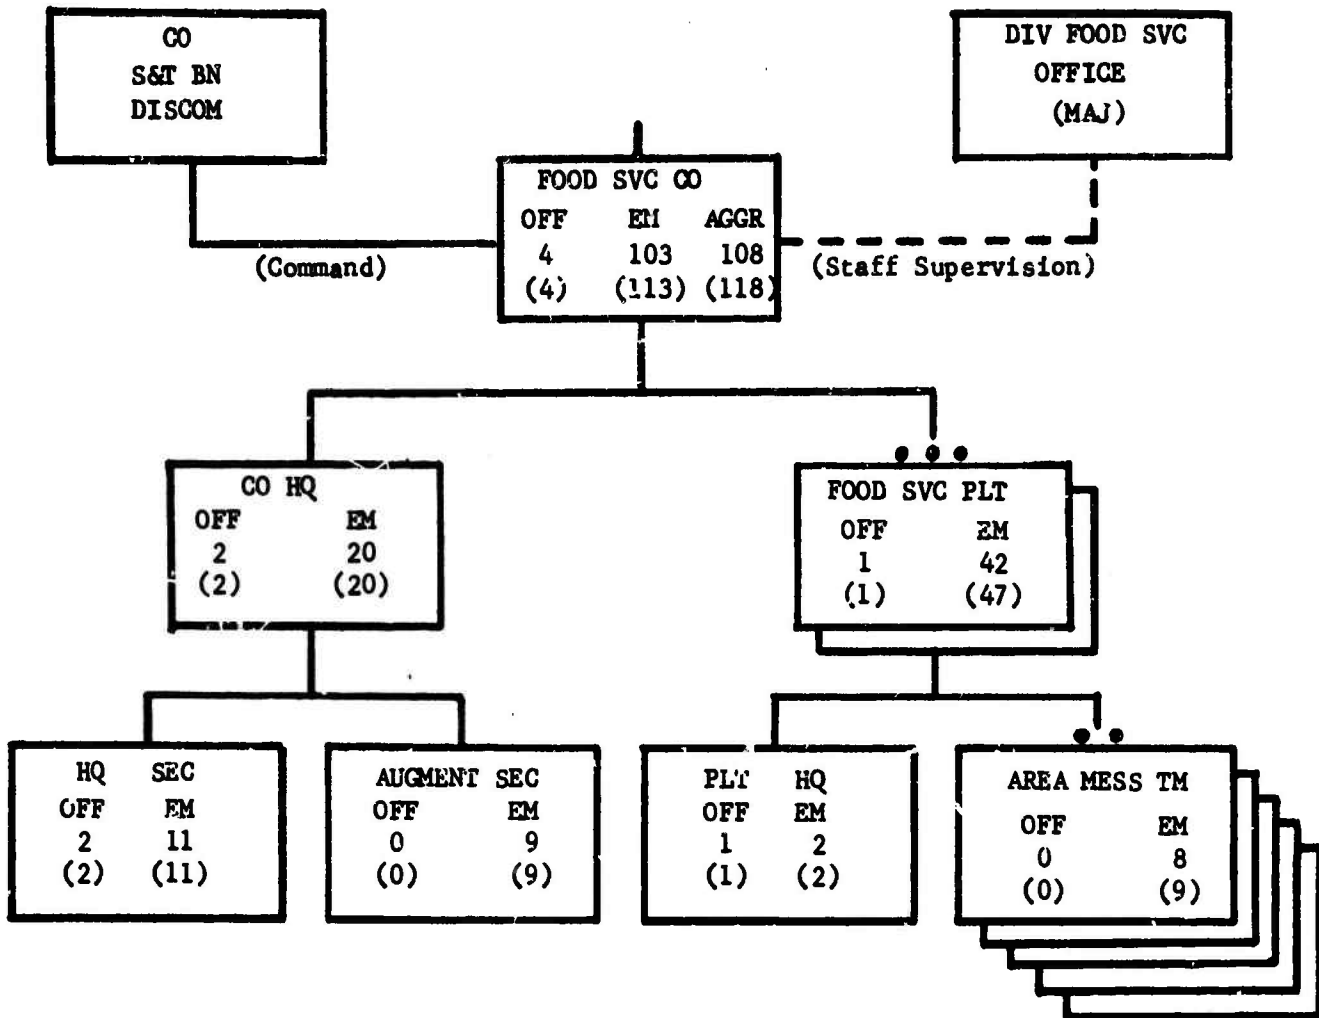 CO
S&T BN
DISCOM
DIV FOOD SVC
OFFICE
(MAJ)
FOOD SVC CO
OFF EM AGGR
4 103 108
(4) (113) (118)
(Command)
(Staff Supervision)
CO HQ
OFF EM
2 20
(2) (20)
FOOD SVC PLT
OFF EM
1 42
(1) (47)
HQ SEC
OFF EM
2 11
(2) (11)
AUGMENT SEC
OFF EM
0 9
(0) (9)
PLT HQ
OFF EM
1 2
(1) (2)
AREA MESS TM
OFF EM
0 8
(0) (9)